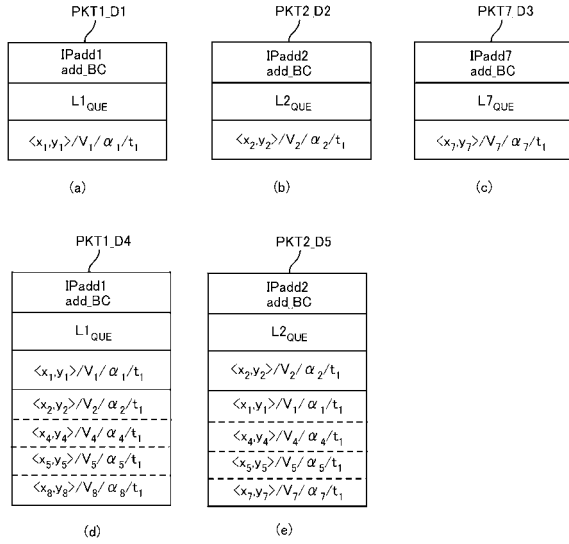 PKT1_D1
IPadd1
add_BC
L1QUE
<x1,y1>/V1/α1/t1
(a)
PKT2_D2
IPadd2
add_BC
L2QUE
<x2,y2>/V2/α2/t1
(b)
PKT7_D3
IPadd7
add_BC
L7QUE
<x7,y7>/V7/α7/t1
(c)
PKT1_D4
IPadd1
add_BC
L1QUE
<x1,y1>/V1/α1/t1
<x2,y2>/V2/α2/t1
<x4,y4>/V4/α4/t1
<x5,y5>/V5/α5/t1
<x8,y8>/V8/α8/t1
(d)
PKT2_D5
IPadd2
add_BC
L2QUE
<x2,y2>/V2/α2/t1
<x1,y1>/V1/α1/t1
<x4,y4>/V4/α4/t1
<x5,y5>/V5/α5/t1
<x7,y7>/V7/α7/t1
(e)